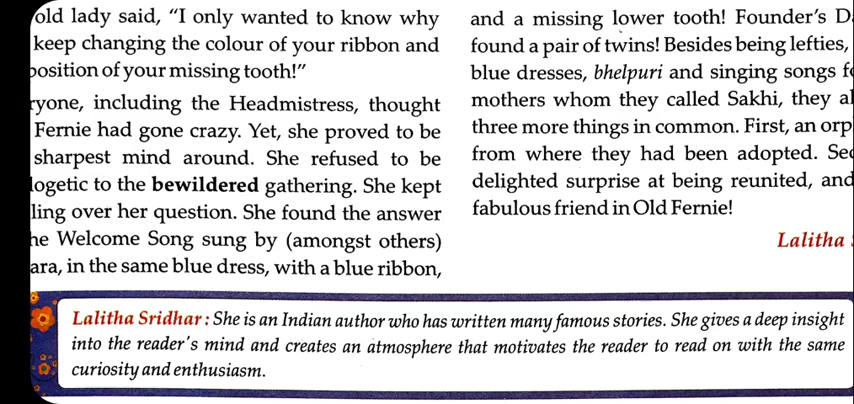 old lady said, “I only wanted to know why
keep changing the colour of your ribbon and
position of your missing tooth!”
ryone, including the Headmistress, thought
Fernie had gone crazy. Yet, she proved to be
sharpest mind around. She refused to be
logetic to the bewildered gathering. She kept
ling over her question. She found the answer
he Welcome Song sung by (amongst others)
ara, in the same blue dress, with a blue ribbon,
and a missing lower tooth! Founder’s D
found a pair of twins! Besides being lefties,
blue dresses, bhelpuri and singing songs f
mothers whom they called Sakhi, they al
three more things in common. First, an orp
from where they had been adopted. Sec
delighted surprise at being reunited, and
fabulous friend in Old Fernie!
Lalitha
Lalitha Sridhar : She is an Indian author who has written many famous stories. She gives a deep insight
into the reader's mind and creates an atmosphere that motivates the reader to read on with the same
curiosity and enthusiasm.